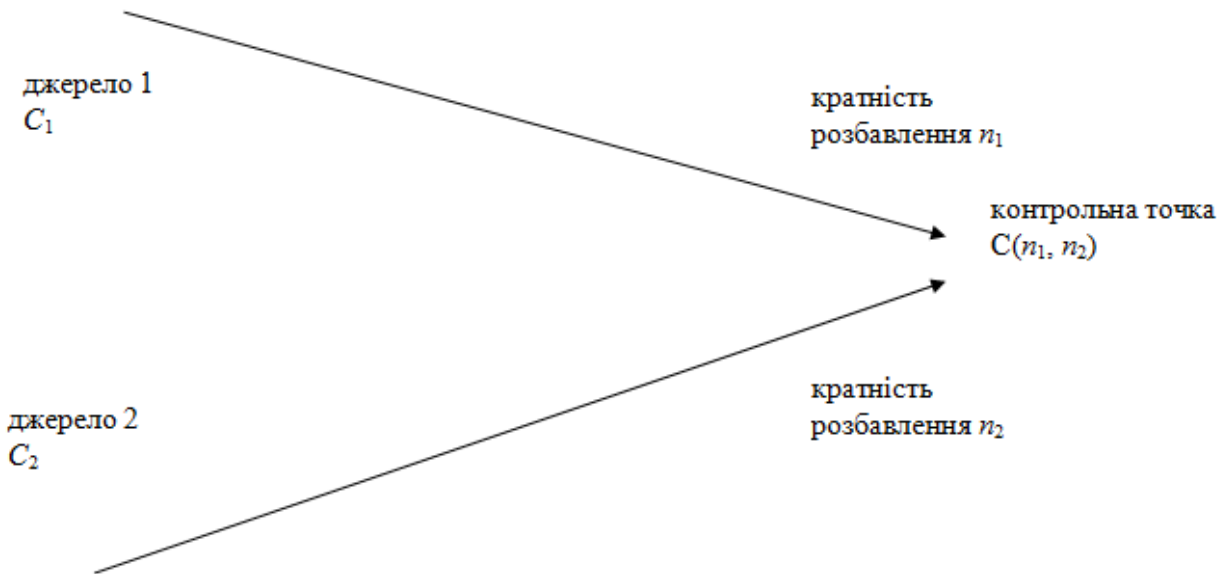 джерело 1
C₁
кратність
розбавлення n₁
контрольна точка
C(n₁, n₂)
кратність
розбавлення n₂
джерело 2
C₂